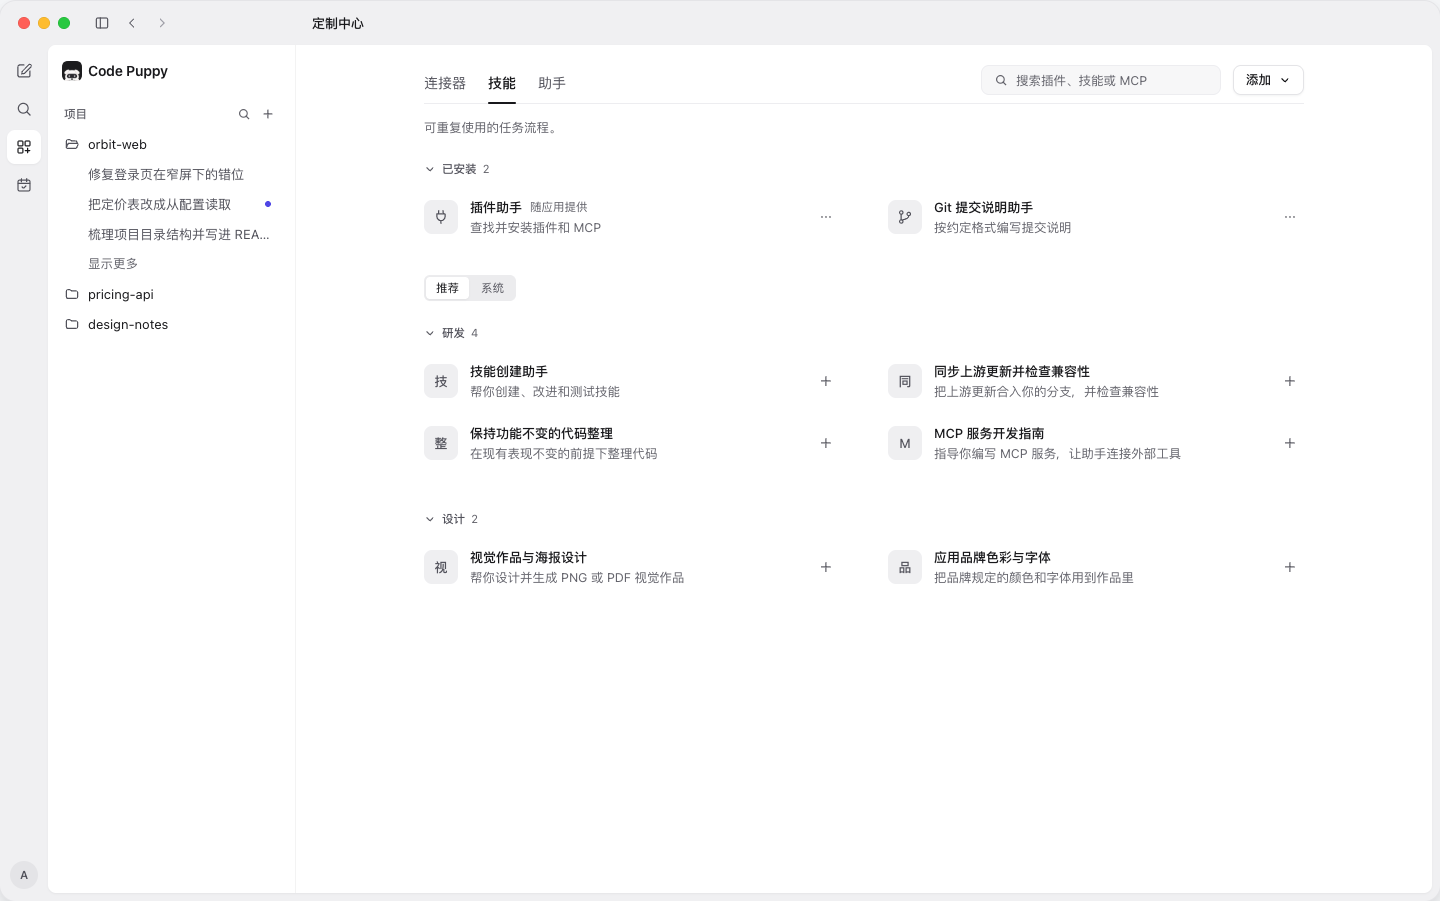 定制中心
Code Puppy
项目
orbit-web
修复登录页在窄屏下的错位
把定价表改成从配置读取
梳理项目目录结构并写进 REA...
显示更多
pricing-api
design-notes
A
连接器 技能 助手
搜索插件、技能或 MCP
添加
可重复使用的任务流程。
已安装 2
插件助手 随应用提供
查找并安装插件和 MCP
Git 提交说明助手
按约定格式编写提交说明
推荐 系统
研发 4
技
技能创建助手
帮你创建、改进和测试技能
同
同步上游更新并检查兼容性
把上游更新合入你的分支，并检查兼容性
整
保持功能不变的代码整理
在现有表现不变的前提下整理代码
M
MCP 服务开发指南
指导你编写 MCP 服务，让助手连接外部工具
设计 2
视
视觉作品与海报设计
帮你设计并生成 PNG 或 PDF 视觉作品
品
应用品牌色彩与字体
把品牌规定的颜色和字体用到作品里